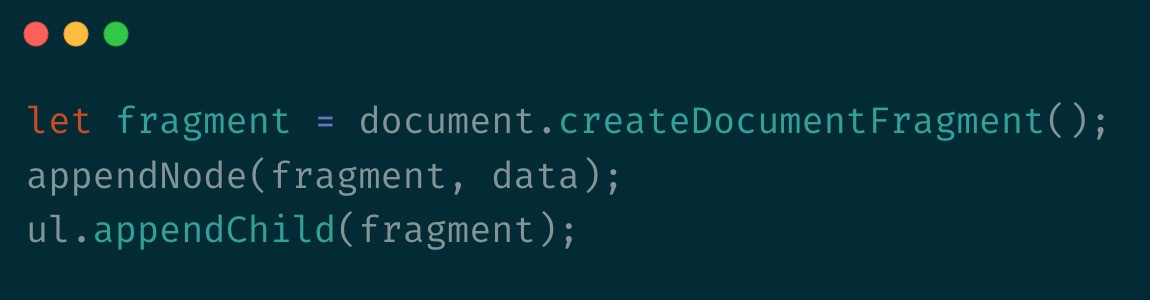 let fragment = document.createDocumentFragment();
appendNode(fragment, data);
ul.appendChild(fragment);